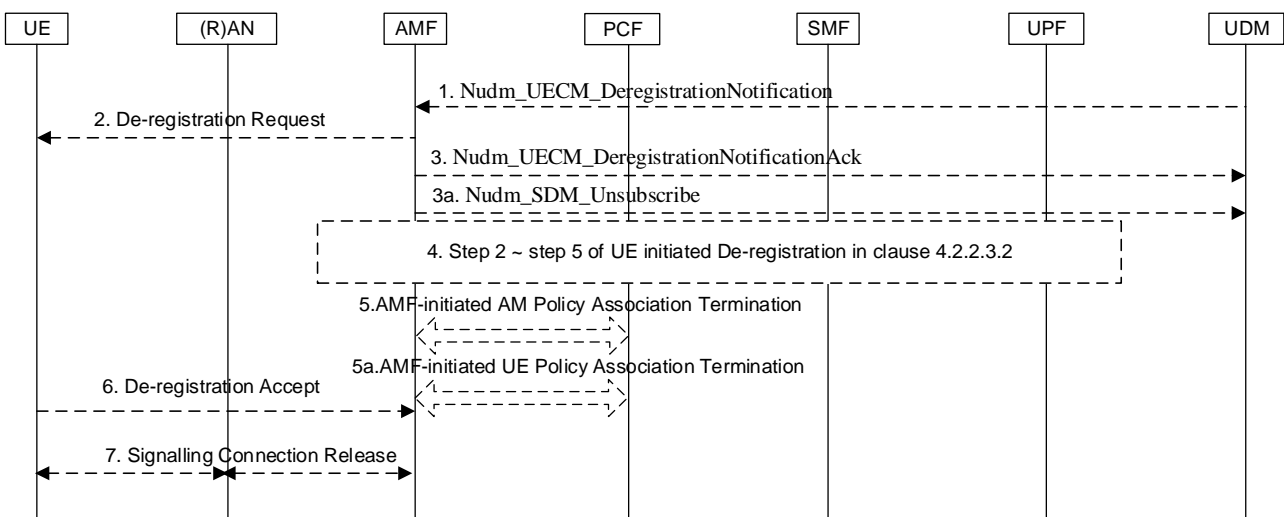 UE (R)AN AMF PCF SMF UPF UDM
1. Nudm_UECM_DeregistrationNotification
2. De-registration Request
3. Nudm_UECM_DeregistrationNotificationAck
3a. Nudm_SDM_Unsubscribe
4. Step 2 ~ step 5 of UE initiated De-registration in clause 4.2.2.3.2
5.AMF-initiated AM Policy Association Termination
5a.AMF-initiated UE Policy Association Termination
6. De-registration Accept
7. Signalling Connection Release